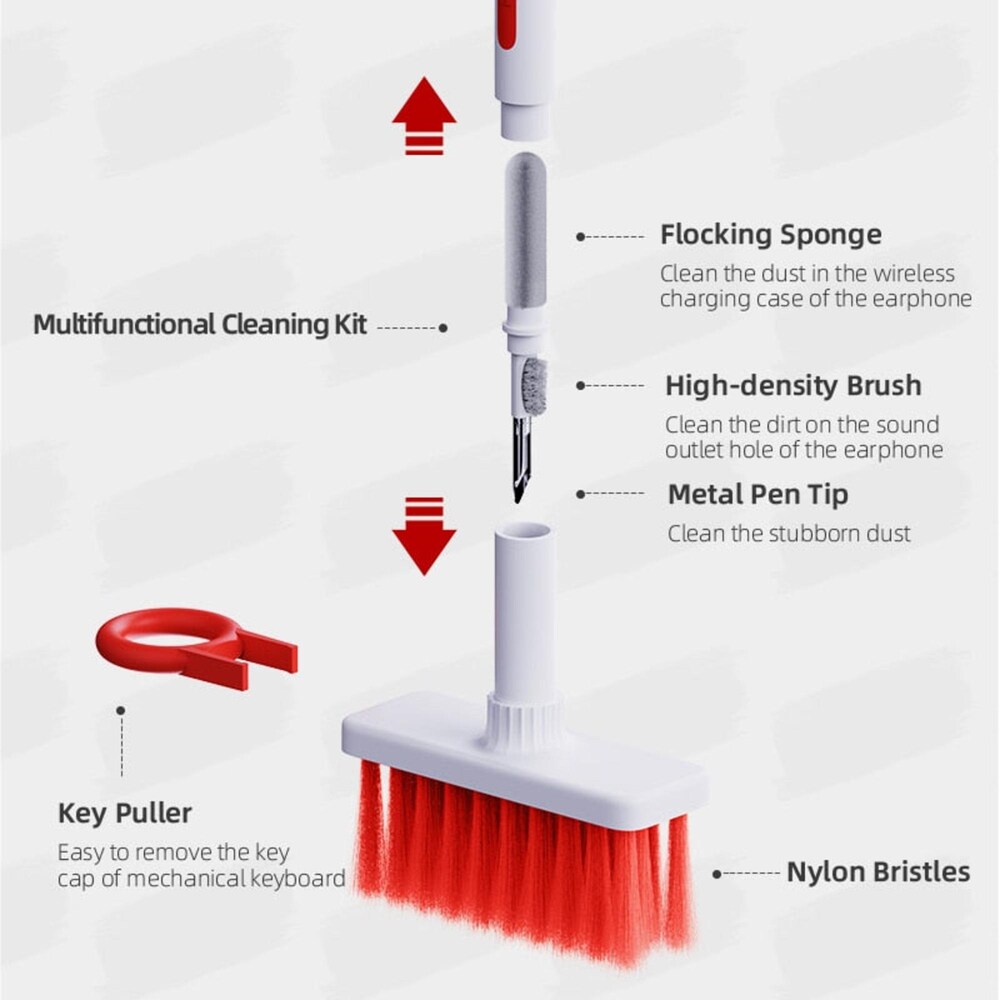 Flocking Sponge
Clean the dust in the wireless
charging case of the earphone
Multifunctional Cleaning Kit
High-density Brush
Clean the dirt on the sound
outlet hole of the earphone
Metal Pen Tip
Clean the stubborn dust
Key Puller
Easy to remove the key
cap of mechanical keyboard
Nylon Bristles